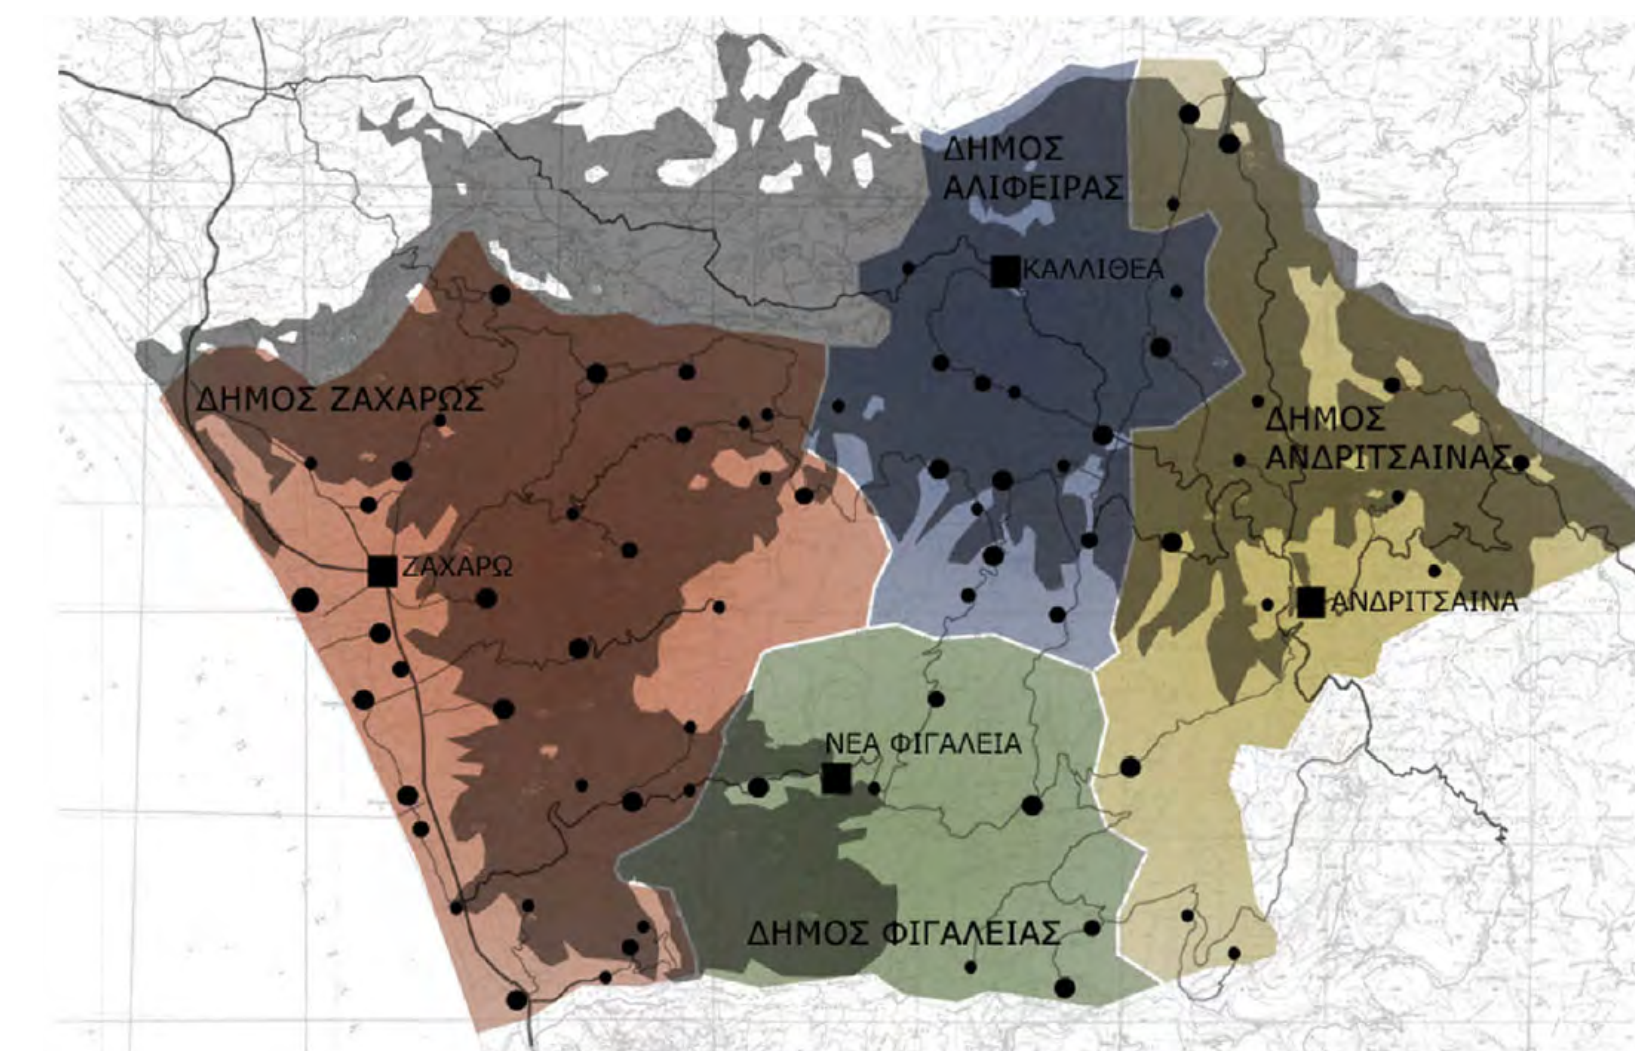 ΔΗΜΟΣ
ΑΛΙΦΕΙΡΑΣ
ΚΑΛΛΙΘΕΑ
ΔΗΜΟΣ ΖΑΧΑΡΩΣ
ΔΗΜΟΣ
ΑΝΔΡΙΤΣΑΙΝΑΣ
ΖΑΧΑΡΩ
ΑΝΔΡΙΤΣΑΙΝΑ
ΝΕΑ ΦΙΓΑΛΕΙΑ
ΔΗΜΟΣ ΦΙΓΑΛΕΙΑΣ